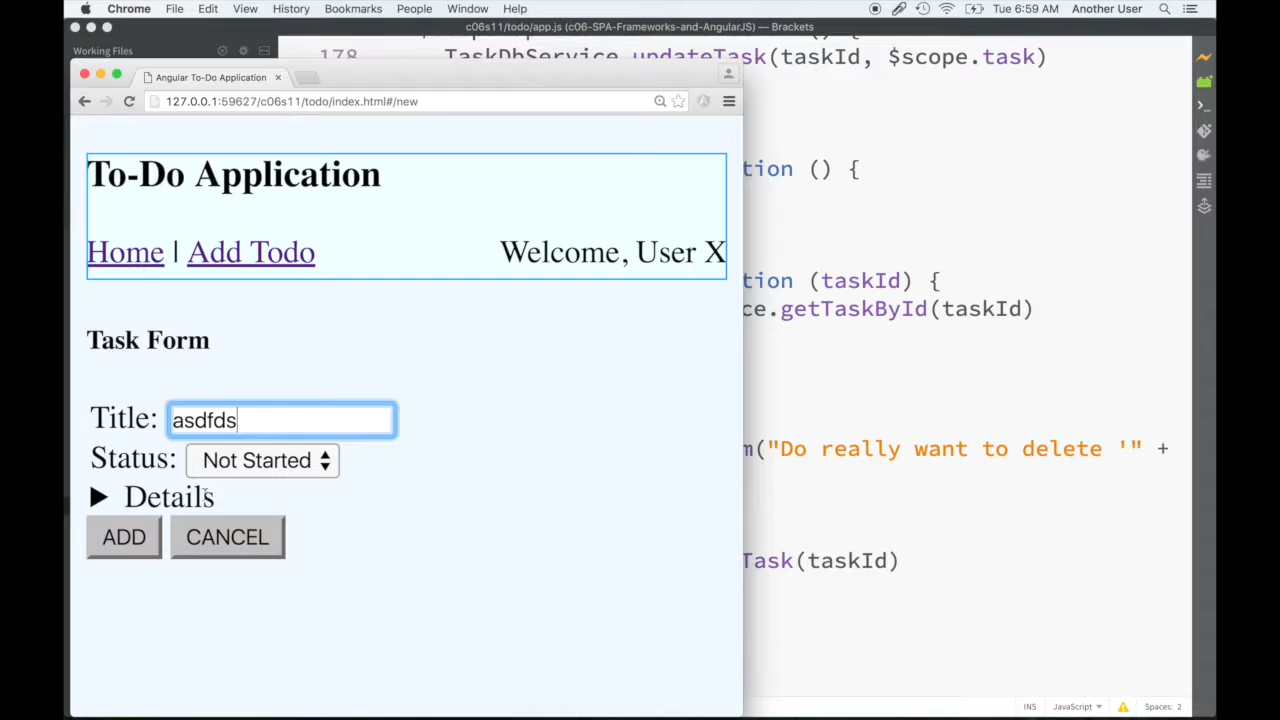 Chrome File Edit View History Bookmarks People Window Help Tue 6:59 AM Another User
c06s11/todo/app.js (c06-SPA-Frameworks-and-AngularJS) — Brackets
Working Files
178 TaskDbService.updateTask(taskId, $scope.task)
Angular To-Do Application
127.0.0.1:59627/c06s11/todo/index.html#/new
To-Do Application
tion () {
Home | Add Todo Welcome, User X
tion (taskId) {
ce.getTaskById(taskId)
Task Form
Title: asdfds
m("Do really want to delete '" +
Status: Not Started
Details
ADD CANCEL
Task(taskId)
INS JavaScript Spaces: 2